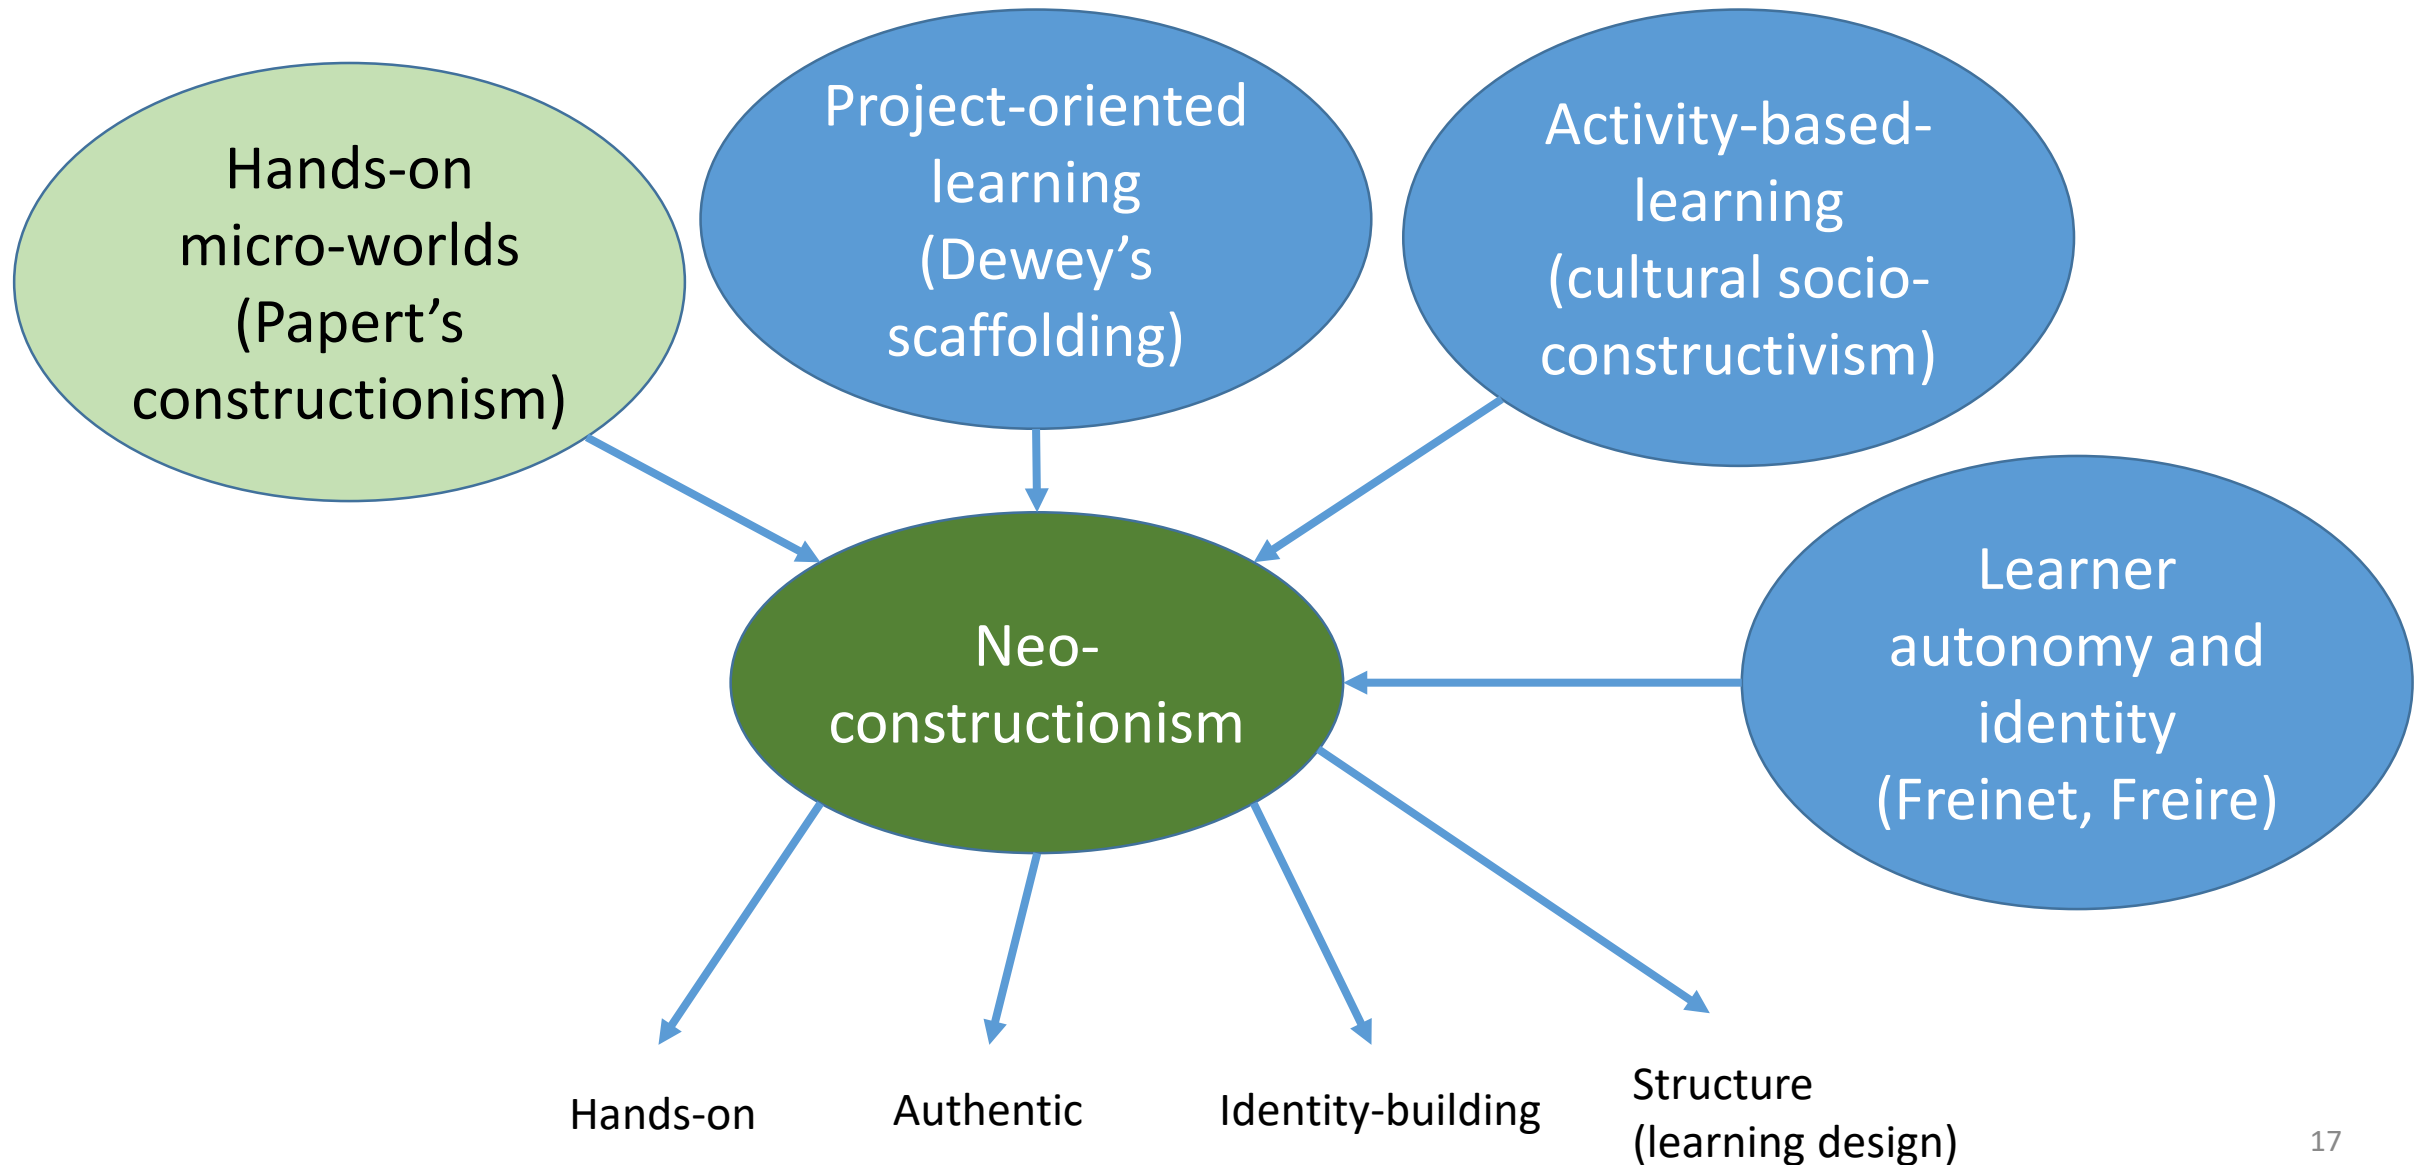 Hands-on
micro-worlds
(Papert’s
constructionism)
Project-oriented
learning
(Dewey’s
scaffolding)
Activity-based-
learning
(cultural socio-
constructivism)
Learner
autonomy and
identity
(Freinet, Freire)
Neo-
constructionism
Hands-on
Authentic
Identity-building
Structure
(learning design)
17